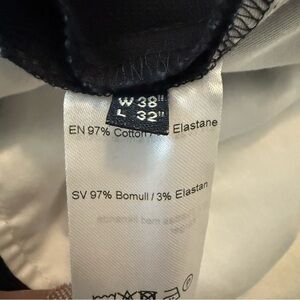 W 38"
L 32"
EN 97% Cotton Elastane
SV 97% Bomull / 3% Elastan